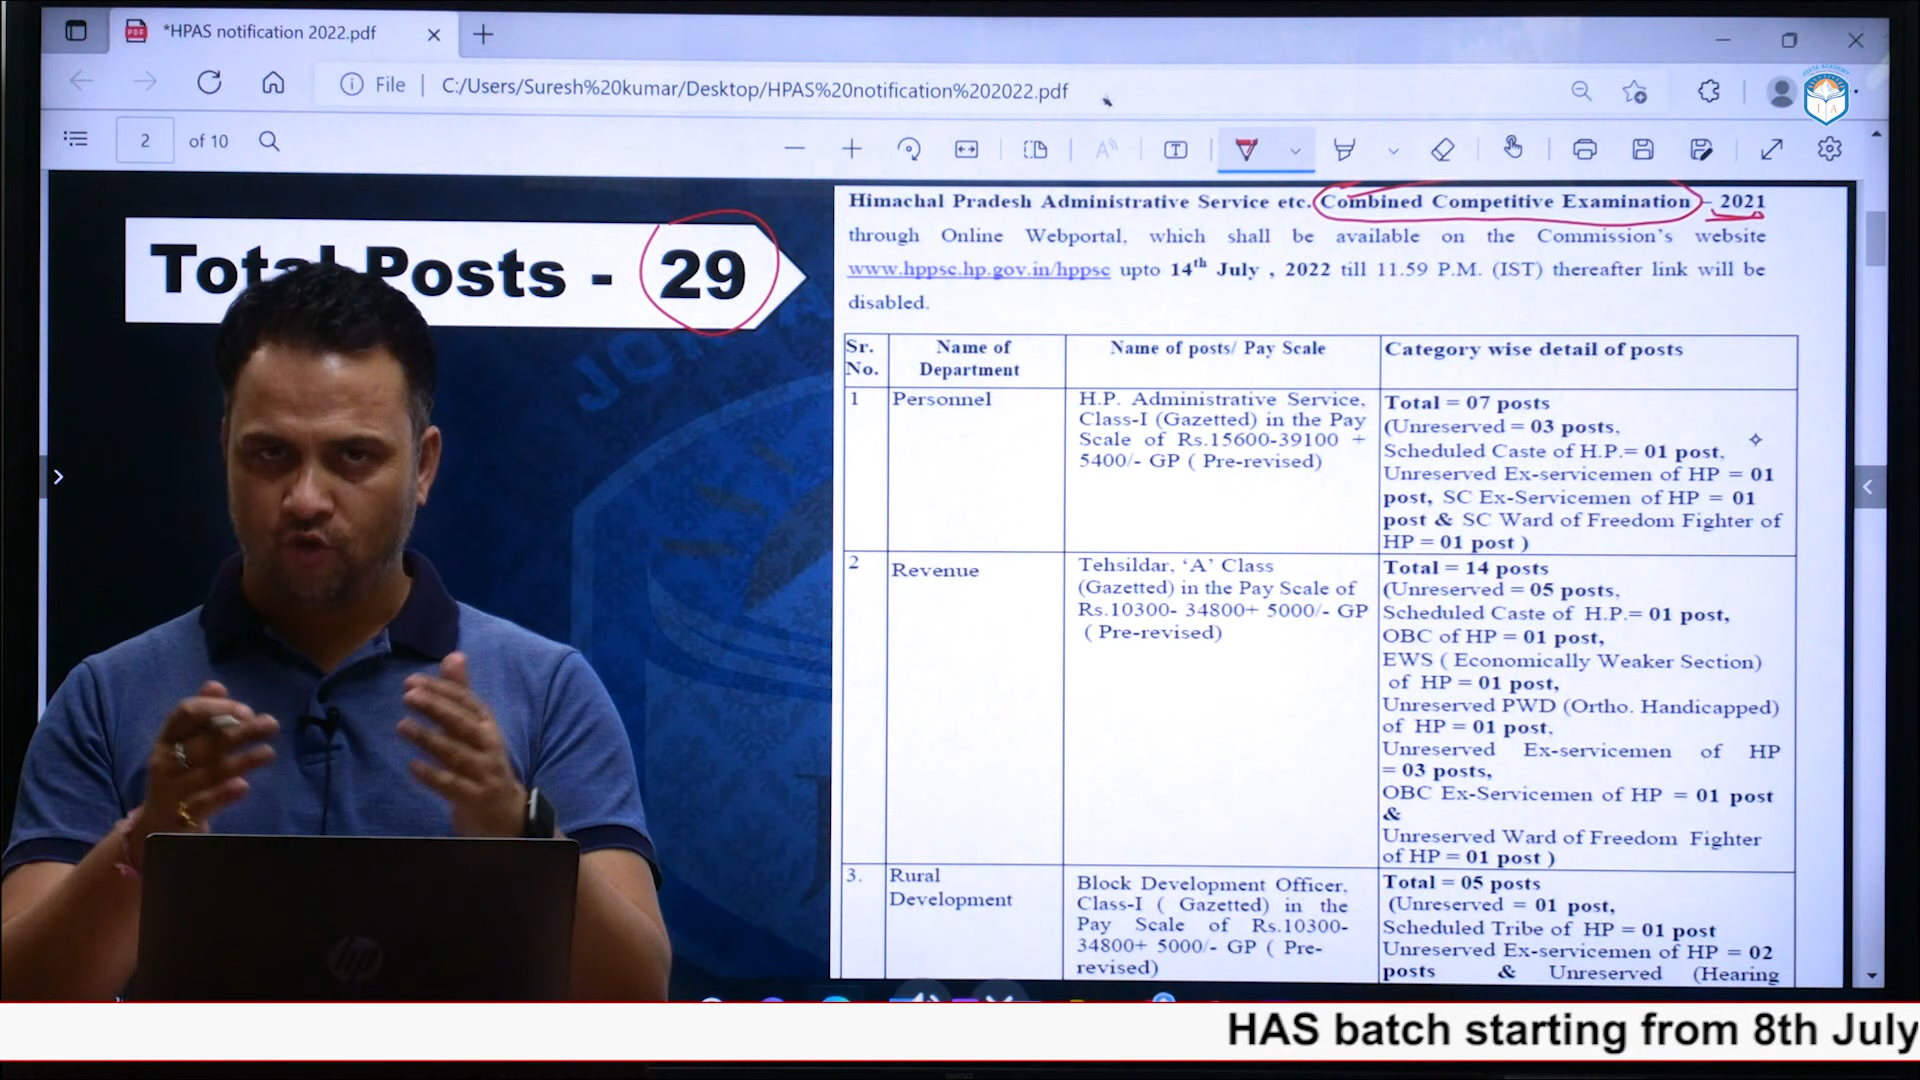 *HPAS notification 2022.pdf
File
C:/Users/Suresh%20kumar/Desktop/HPAS%20notification%202022.pdf
2 of 10
Total Posts - 29
Himachal Pradesh Administrative Service etc. Combined Competitive Examination - 2021
through Online Webportal, which shall be available on the Commission's website
www.hppsc.hp.gov.in/hppsc upto 14th July , 2022 till 11.59 P.M. (IST) thereafter link will be
disabled.
Sr. No.
Name of Department
Name of posts/ Pay Scale
Category wise detail of posts
1
Personnel
H.P. Administrative Service,
Class-I (Gazetted) in the Pay
Scale of Rs.15600-39100 +
5400/- GP ( Pre-revised)
Total = 07 posts
(Unreserved = 03 posts,
Scheduled Caste of H.P.= 01 post,
Unreserved Ex-servicemen of HP = 01
post, SC Ex-Servicemen of HP = 01
post & SC Ward of Freedom Fighter of
HP = 01 post )
2
Revenue
Tehsildar, 'A' Class
(Gazetted) in the Pay Scale of
Rs.10300- 34800+ 5000/- GP
( Pre-revised)
Total = 14 posts
(Unreserved = 05 posts,
Scheduled Caste of H.P.= 01 post,
OBC of HP = 01 post,
EWS ( Economically Weaker Section)
of HP = 01 post,
Unreserved PWD (Ortho. Handicapped)
of HP = 01 post,
Unreserved Ex-servicemen of HP
= 03 posts,
OBC Ex-Servicemen of HP = 01 post
&
Unreserved Ward of Freedom Fighter
of HP = 01 post )
3.
Rural
Development
Block Development Officer,
Class-I ( Gazetted) in the
Pay Scale of Rs.10300-
34800+ 5000/- GP ( Pre-
revised)
Total = 05 posts
(Unreserved = 01 post,
Scheduled Tribe of HP = 01 post
Unreserved Ex-servicemen of HP = 02
posts & Unreserved (Hearing
hp
HAS batch starting from 8th July